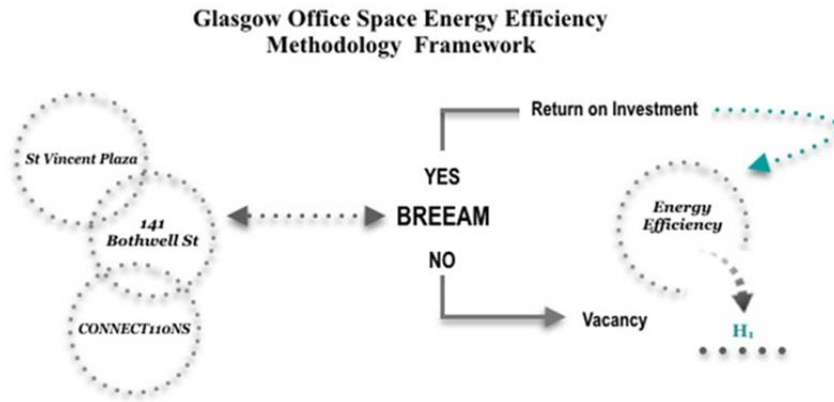 Glasgow Office Space Energy Efficiency
Methodology Framework
St Vincent Plaza
141
Bothwell St
CONNECT110NS
YES
BREEAM
NO
Return on Investment
Vacancy
Energy
Efficiency
H₁